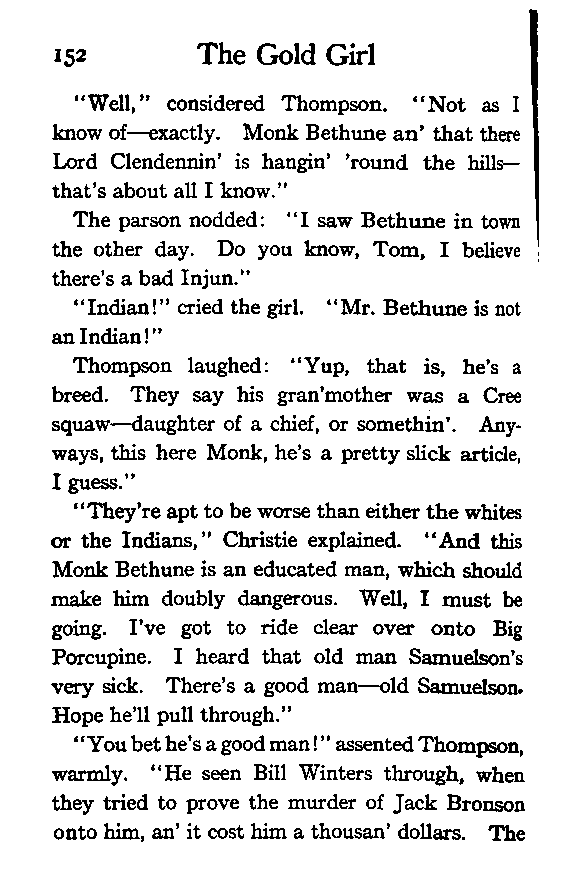 152 The Gold Girl
"Well," considered Thompson. "Not as I
know of—exactly. Monk Bethune an' that there
Lord Clendennin' is hangin' 'round the hills—
that's about all I know."
The parson nodded: "I saw Bethune in town
the other day. Do you know, Tom, I believe
there's a bad Injun."
"Indian!" cried the girl. "Mr. Bethune is not
an Indian!"
Thompson laughed: "Yup, that is, he's a
breed. They say his gran'mother was a Cree
squaw—daughter of a chief, or somethin'. Any-
ways, this here Monk, he's a pretty slick article,
I guess."
"They're apt to be worse than either the whites
or the Indians," Christie explained. "And this
Monk Bethune is an educated man, which should
make him doubly dangerous. Well, I must be
going. I've got to ride clear over onto Big
Porcupine. I heard that old man Samuelson's
very sick. There's a good man—old Samuelson.
Hope he'll pull through."
"You bet he's a good man!" assented Thompson,
warmly. "He seen Bill Winters through, when
they tried to prove the murder of Jack Bronson
onto him, an' it cost him a thousan' dollars. The